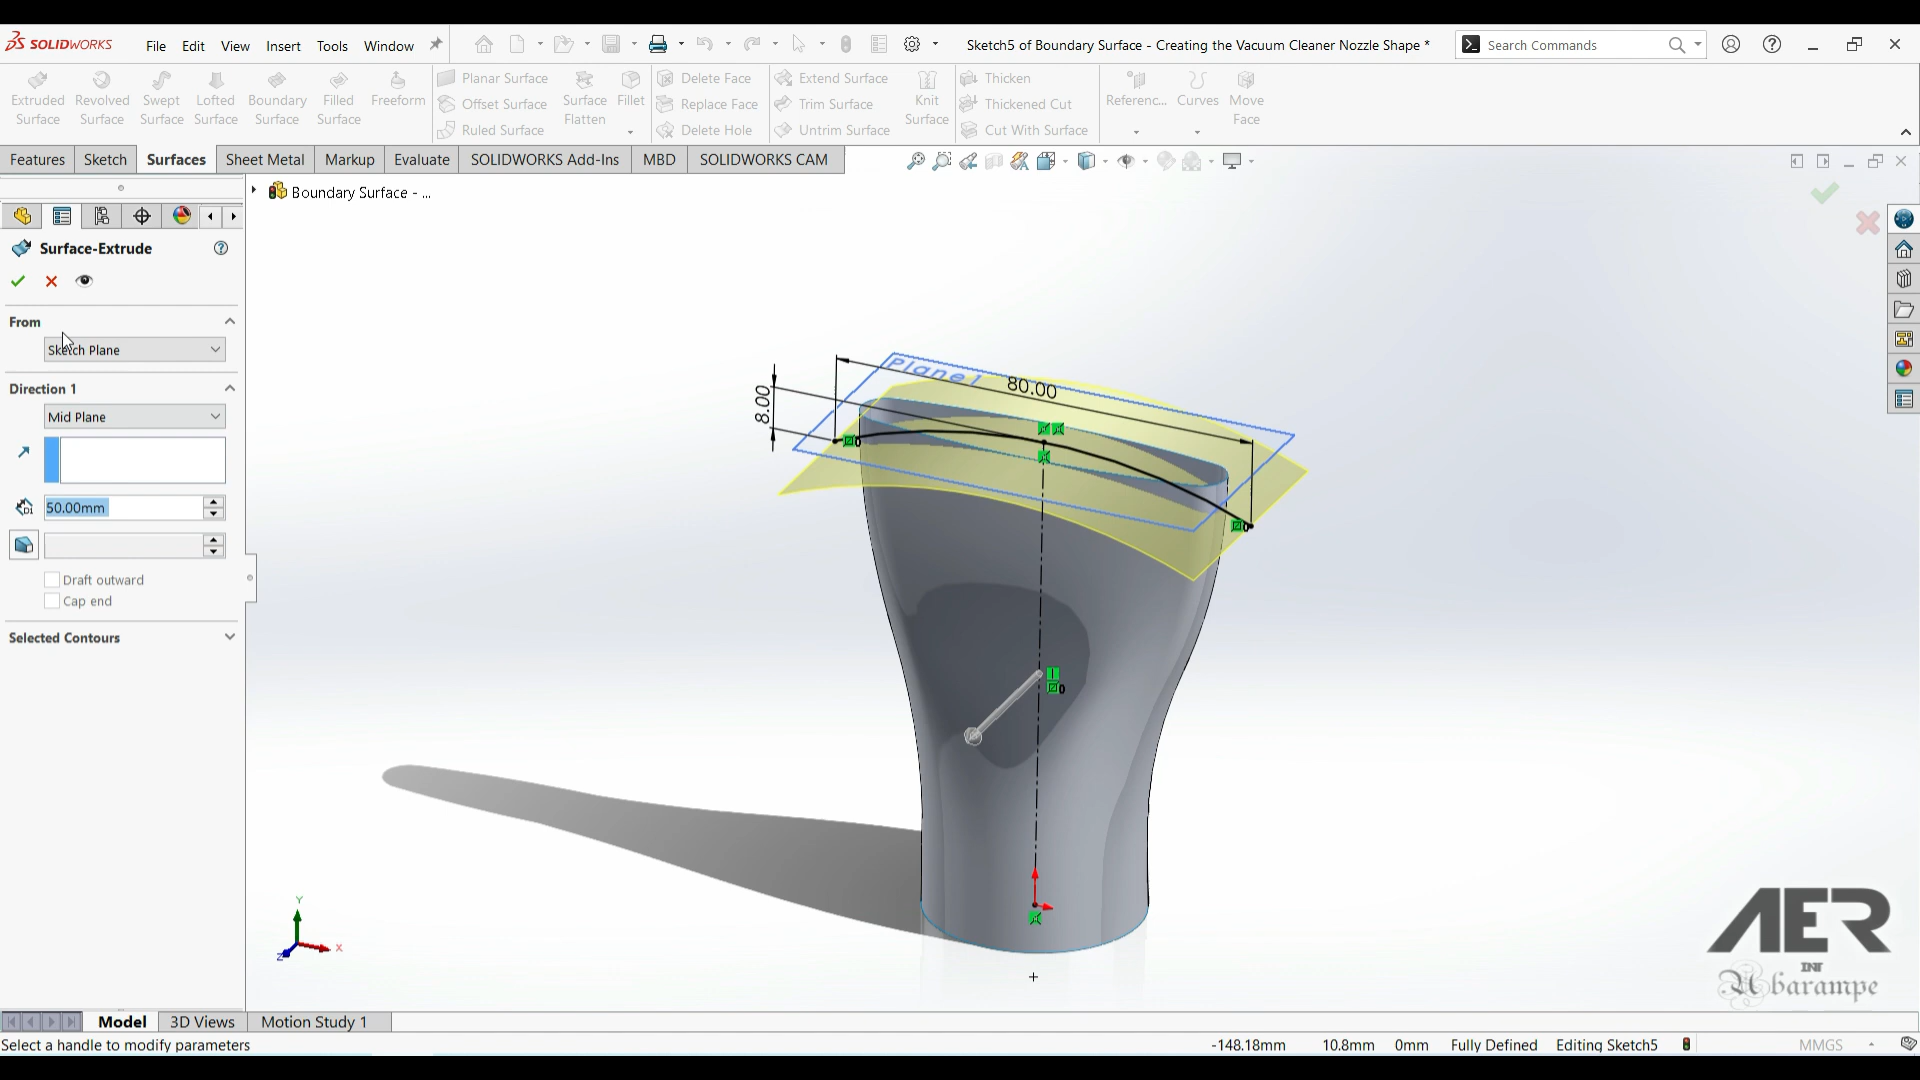 SOLIDWORKS
File Edit View Insert Tools Window
Sketch5 of Boundary Surface - Creating the Vacuum Cleaner Nozzle Shape *
Search Commands
Extruded Surface
Revolved Surface
Swept Surface
Lofted Surface
Boundary Surface
Filled Surface
Freeform
Planar Surface
Offset Surface
Ruled Surface
Surface Flatten
Fillet
Delete Face
Replace Face
Delete Hole
Extend Surface
Trim Surface
Untrim Surface
Knit Surface
Thicken
Thickened Cut
Cut With Surface
Referenc...
Curves
Move Face
Features Sketch Surfaces Sheet Metal Markup Evaluate SOLIDWORKS Add-Ins MBD SOLIDWORKS CAM
Boundary Surface - ...
Surface-Extrude
From
Sketch Plane
Direction 1
Mid Plane
D1
50.00mm
Draft outward
Cap end
Selected Contours
Plane1
80.00
8.00
0
0
0
Y
X
Z
AER
INT
Abarampe
Model 3D Views Motion Study 1
Select a handle to modify parameters
-148.18mm 10.8mm 0mm Fully Defined Editing Sketch5 MMGS